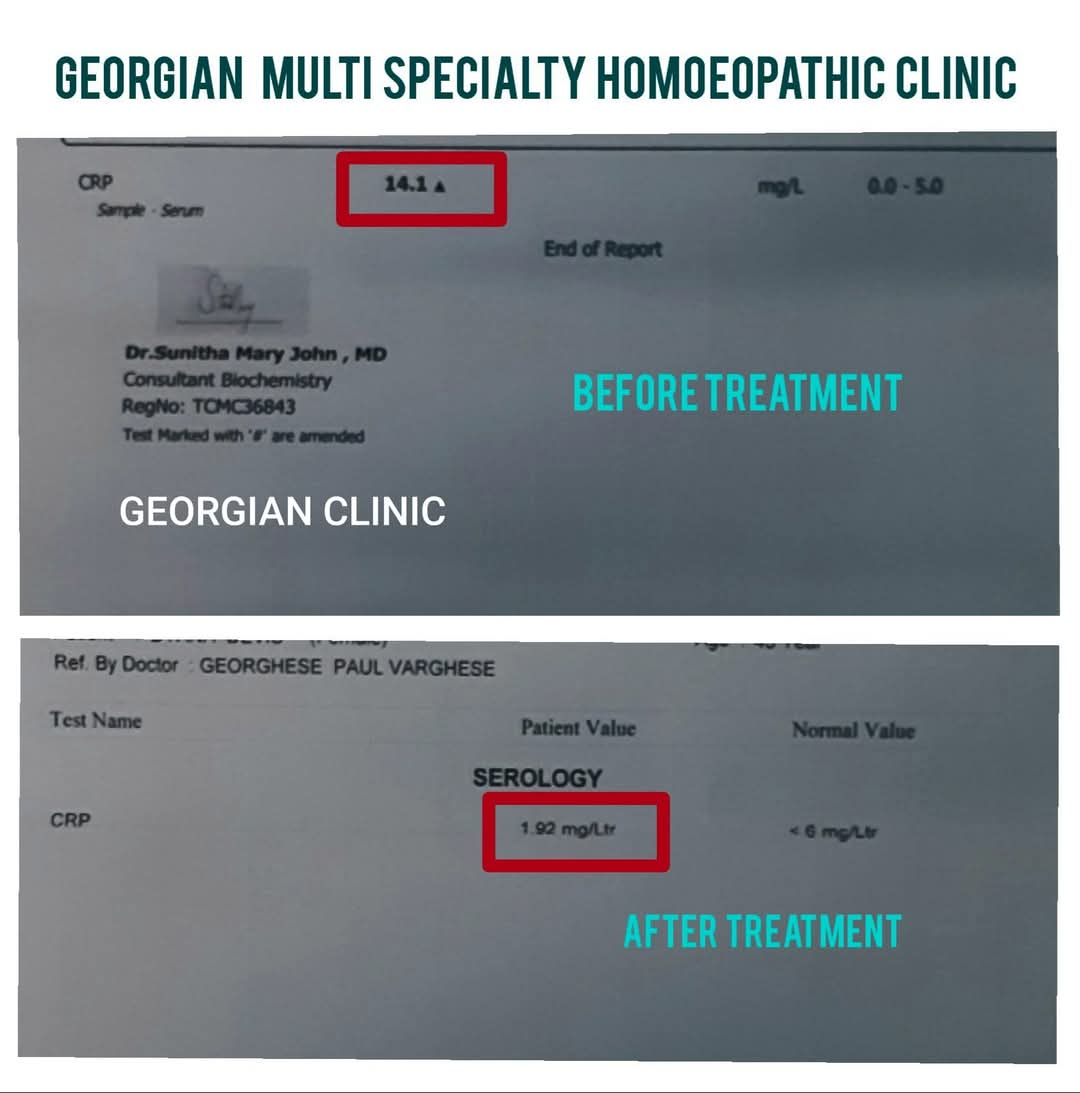 GEORGIAN MULTI SPECIALTY HOMOEOPATHIC CLINIC
CRP 14.1 ▲ mg/L 0.0 - 5.0
Sample - Serum
End of Report
Dr.Sunitha Mary John , MD
Consultant Biochemistry
RegNo: TCMC36843
Test Marked with '#' are amended
BEFORE TREATMENT
GEORGIAN CLINIC
Ref. By Doctor : GEORGHESE PAUL VARGHESE
Test Name Patient Value Normal Value
SEROLOGY
CRP 1.92 mg/Ltr < 6 mg/Ltr
AFTER TREATMENT